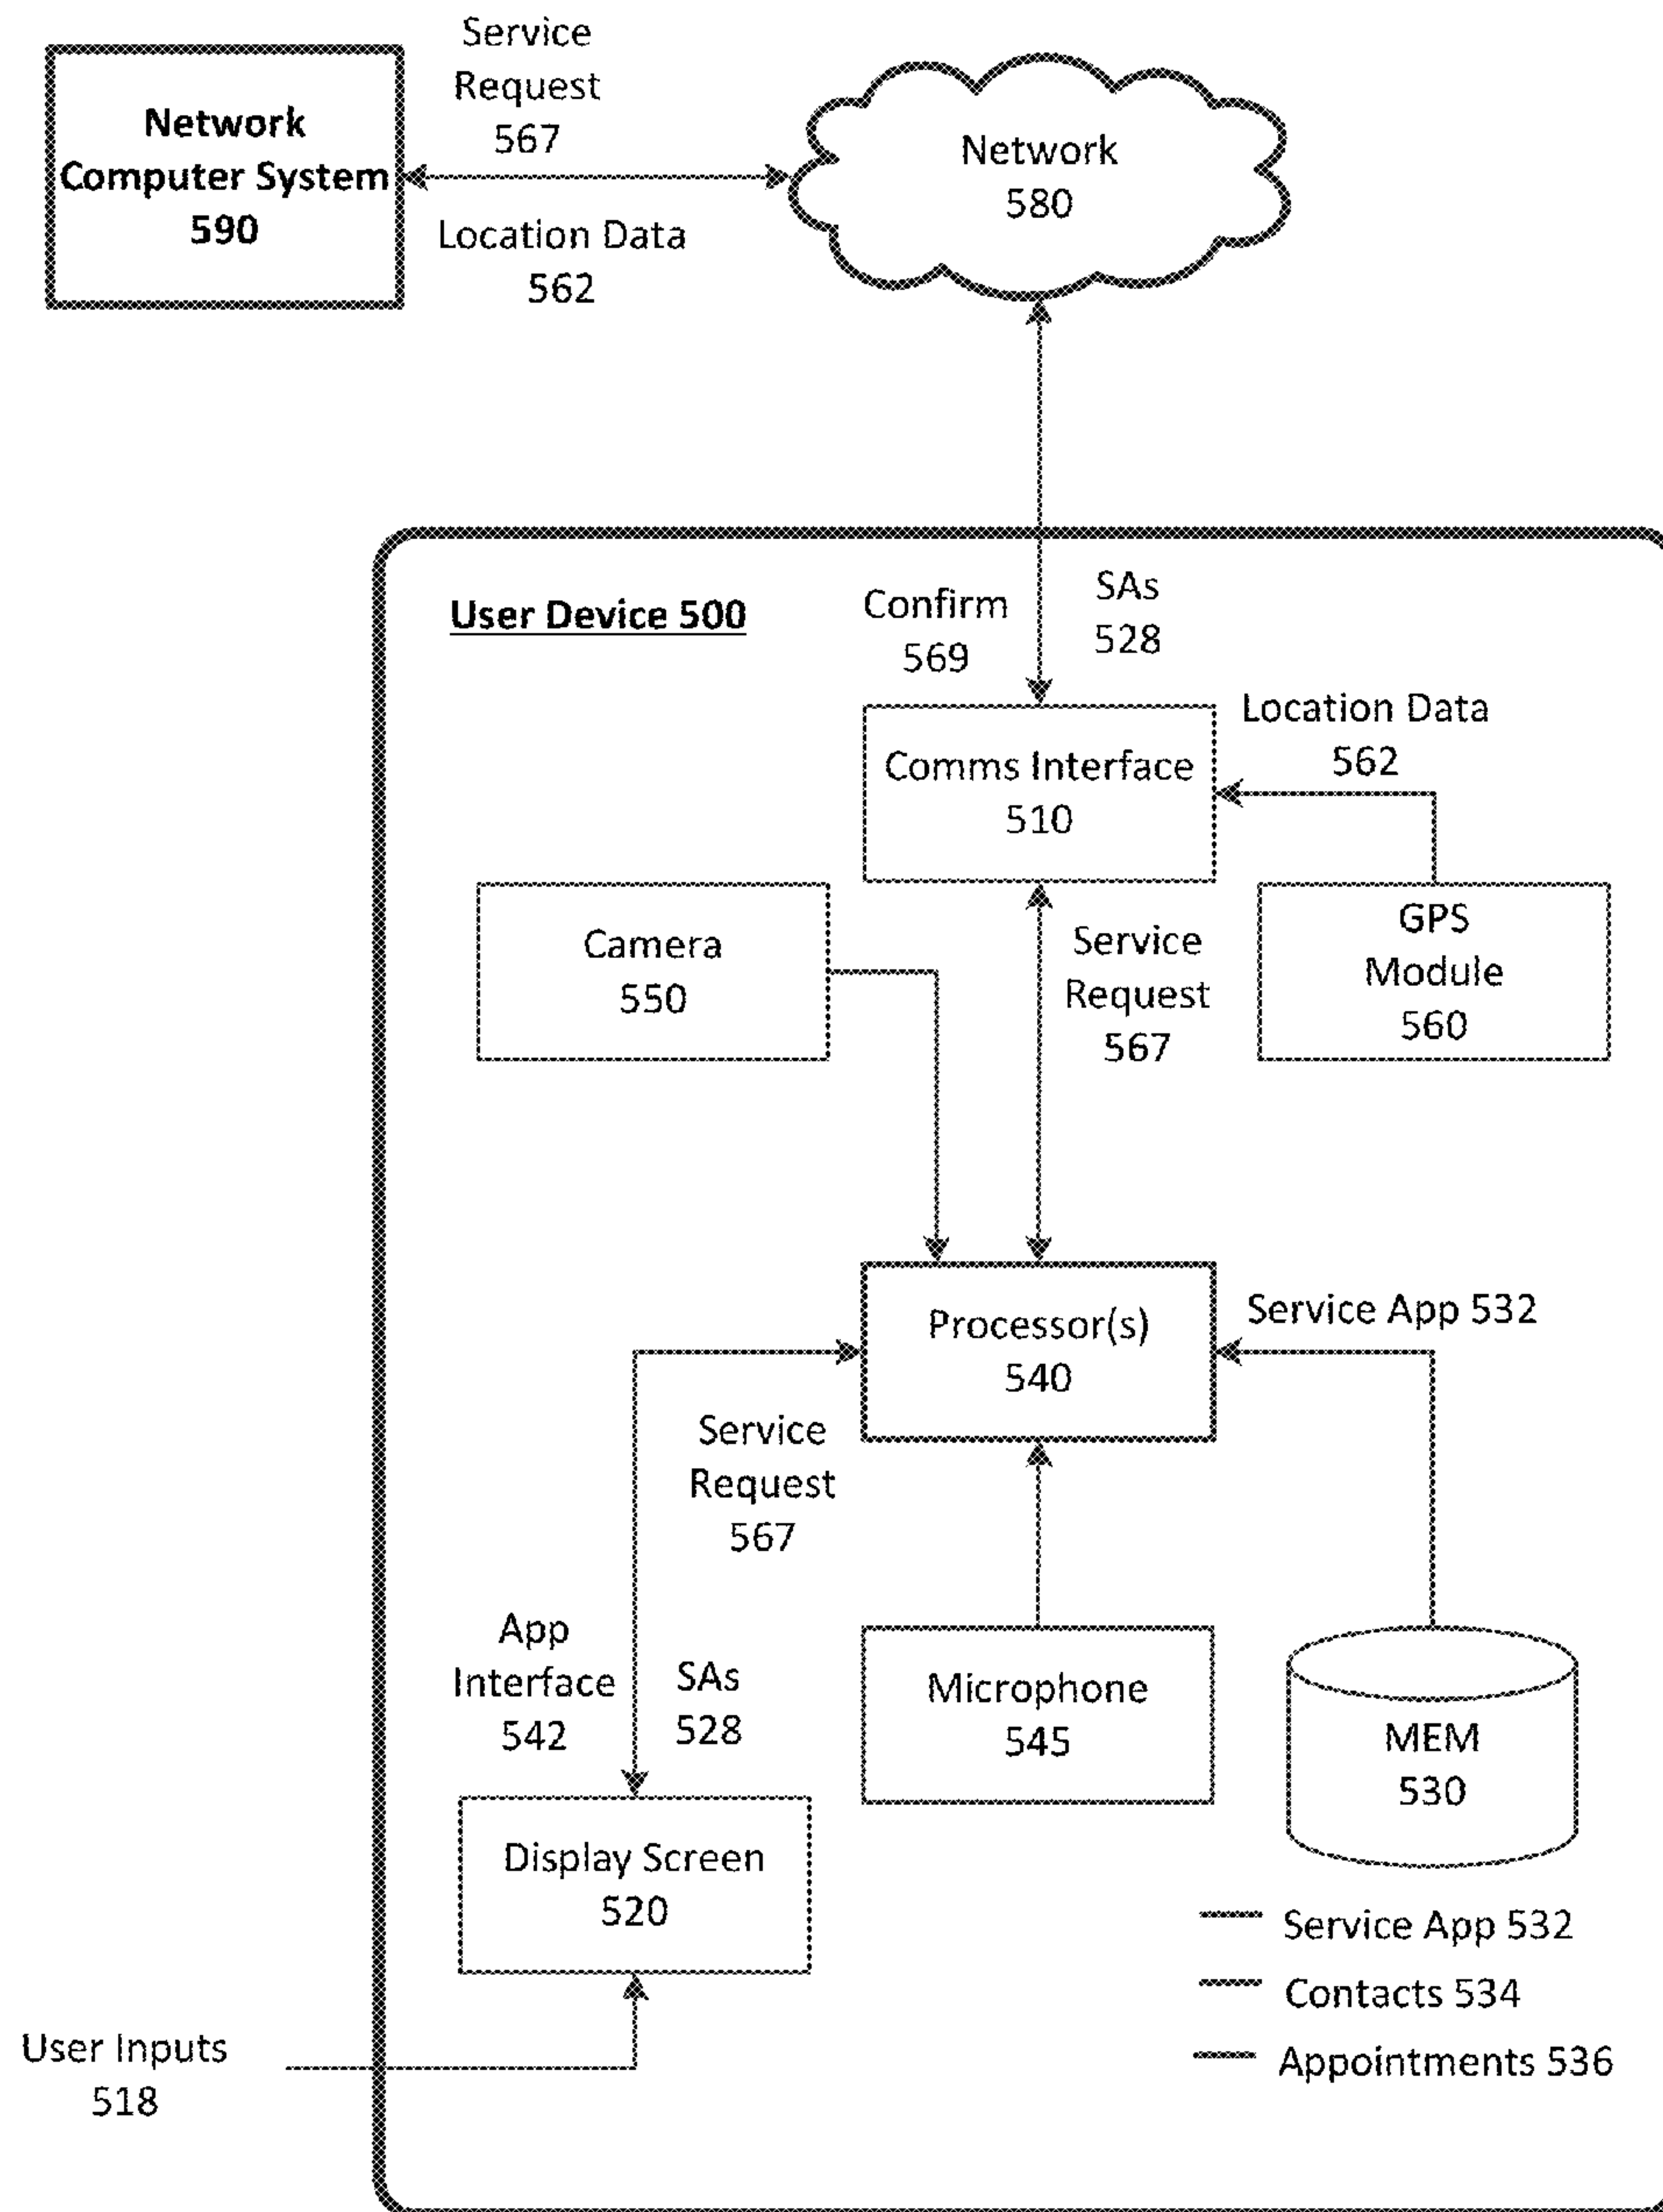 Service
Request
567
Network
Computer System
590
Location Data
562
Network
580
User Device 500
Confirm
569
SAs
528
Comms Interface
510
Location Data
562
Camera
550
Service
Request
567
GPS
Module
560
Processor(s)
540
Service App 532
Service
Request
567
App
Interface
542
SAs
528
Microphone
545
MEM
530
Display Screen
520
Service App 532
Contacts 534
Appointments 536
User Inputs
518